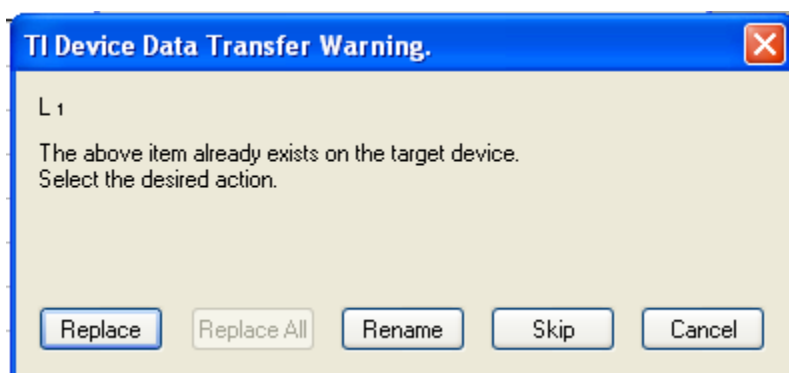 TI Device Data Transfer Warning.
L₁
The above item already exists on the target device.
Select the desired action.
Replace Replace All Rename Skip Cancel